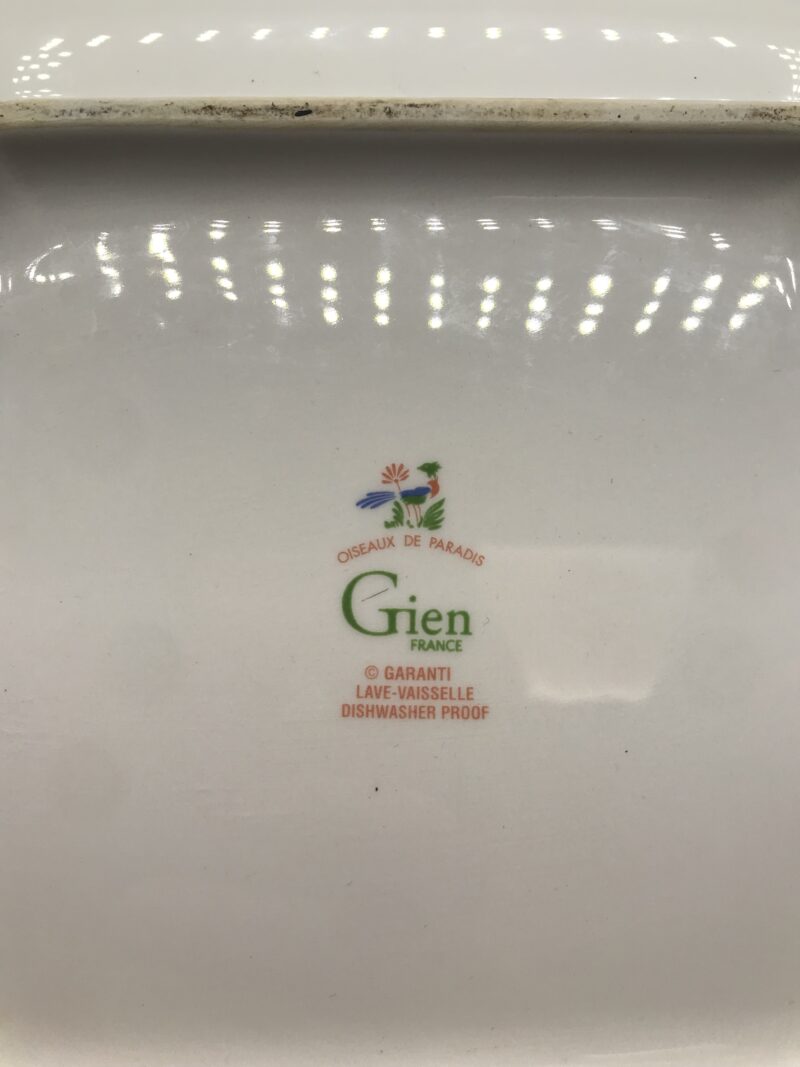 OISEAUX DE PARADIS
Gien
FRANCE
© GARANTI
LAVE-VAISSELLE
DISHWASHER PROOF